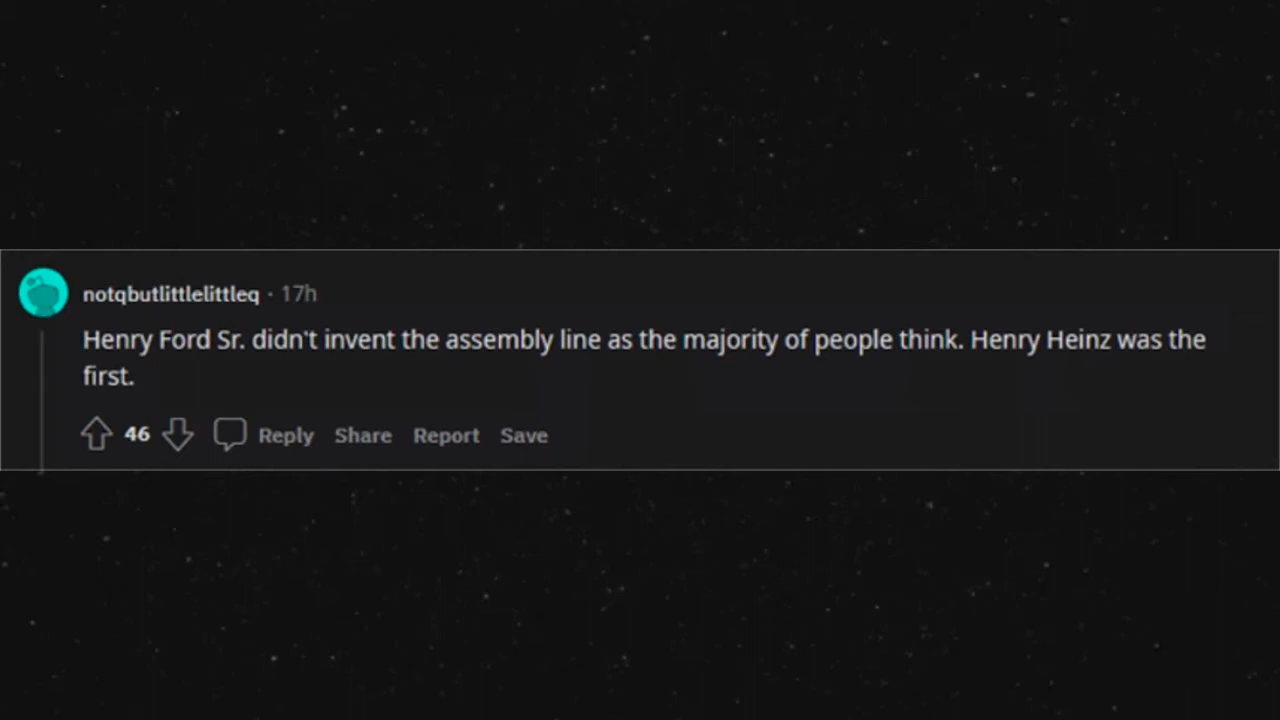 notqbutlittlelittleq · 17h
Henry Ford Sr. didn't invent the assembly line as the majority of people think. Henry Heinz was the
first.
46 Reply Share Report Save